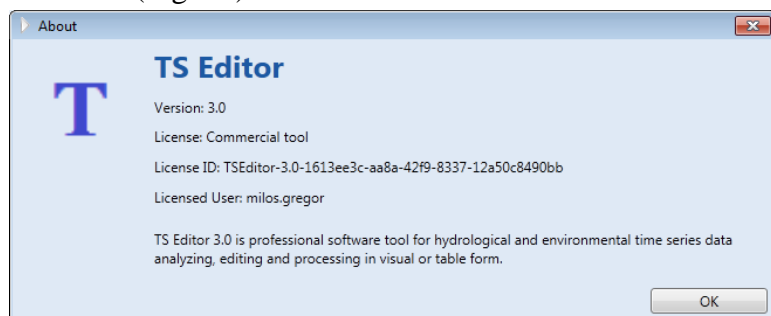 About
TS Editor
T
Version: 3.0
License: Commercial tool
License ID: TSEditor-3.0-1613ee3c-aa8a-42f9-8337-12a50c8490bb
Licensed User: milos.gregor
TS Editor 3.0 is professional software tool for hydrological and environmental time series data
analyzing, editing and processing in visual or table form.
OK